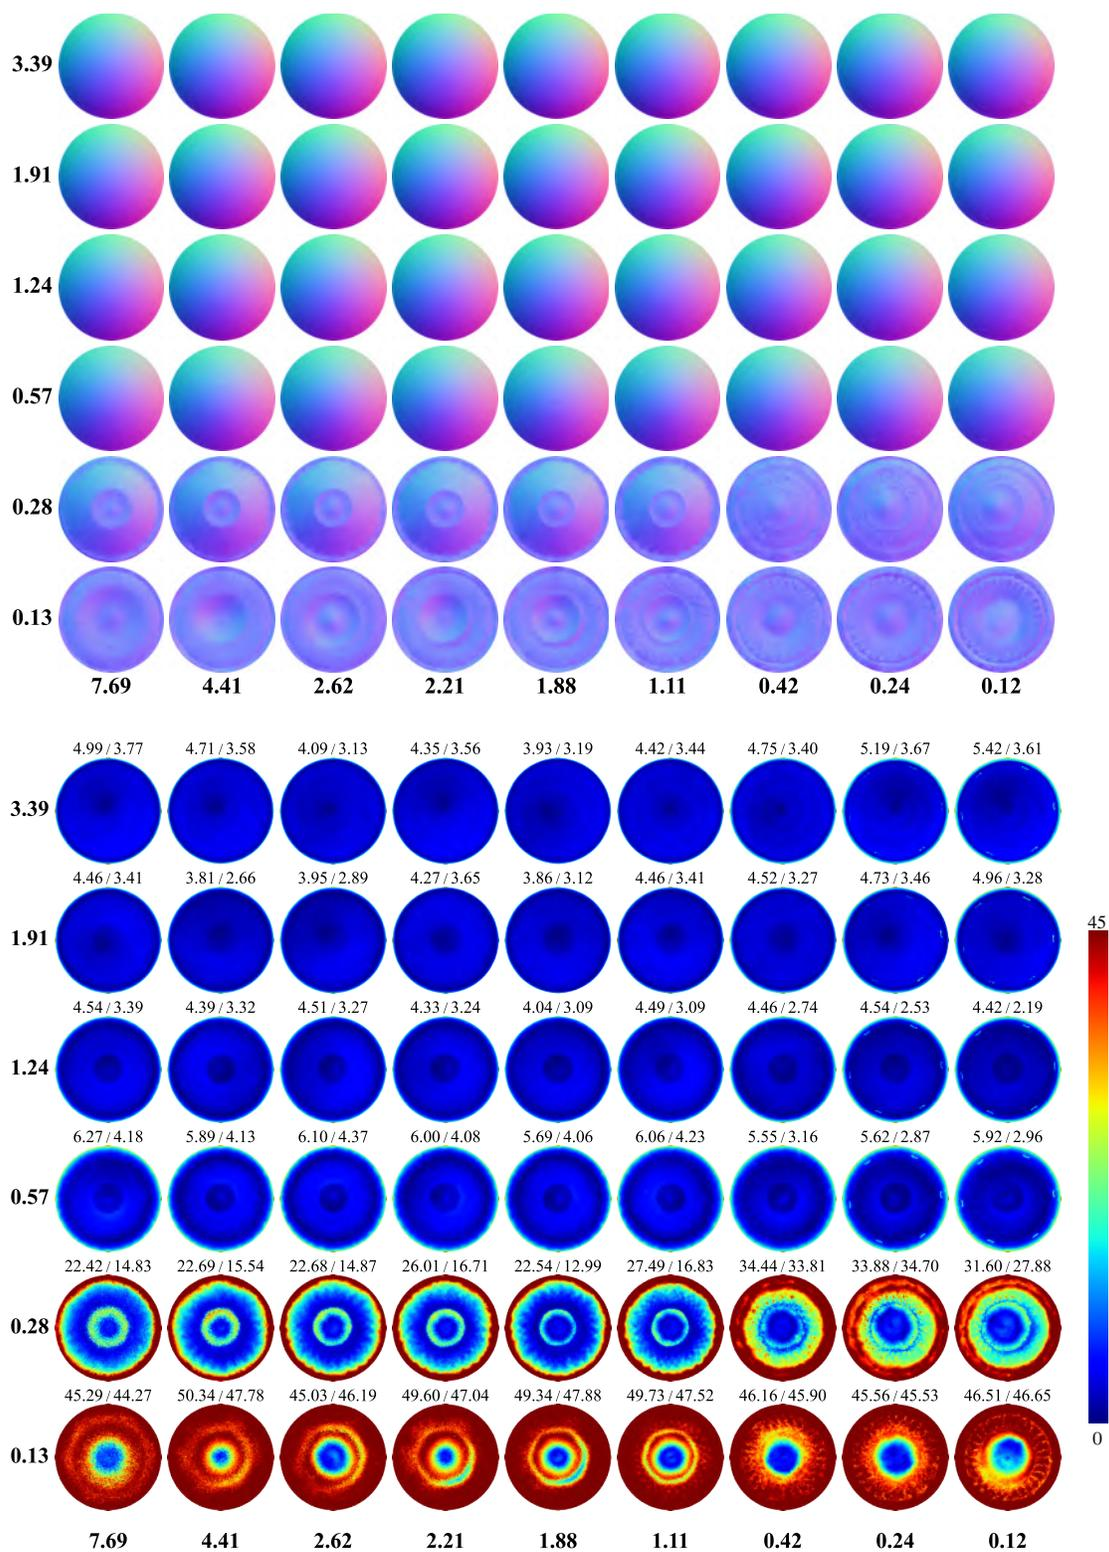 3.39
1.91
1.24
0.57
0.28
0.13
7.69 4.41 2.62 2.21 1.88 1.11 0.42 0.24 0.12
4.99 / 3.77 4.71 / 3.58 4.09 / 3.13 4.35 / 3.56 3.93 / 3.19 4.42 / 3.44 4.75 / 3.40 5.19 / 3.67 5.42 / 3.61
3.39
4.46 / 3.41 3.81 / 2.66 3.95 / 2.89 4.27 / 3.65 3.86 / 3.12 4.46 / 3.41 4.52 / 3.27 4.73 / 3.46 4.96 / 3.28
45
1.91
4.54 / 3.39 4.39 / 3.32 4.51 / 3.27 4.33 / 3.24 4.04 / 3.09 4.49 / 3.09 4.46 / 2.74 4.54 / 2.53 4.42 / 2.19
1.24
6.27 / 4.18 5.89 / 4.13 6.10 / 4.37 6.00 / 4.08 5.69 / 4.06 6.06 / 4.23 5.55 / 3.16 5.62 / 2.87 5.92 / 2.96
0.57
22.42 / 14.83 22.69 / 15.54 22.68 / 14.87 26.01 / 16.71 22.54 / 12.99 27.49 / 16.83 34.44 / 33.81 33.88 / 34.70 31.60 / 27.88
0.28
45.29 / 44.27 50.34 / 47.78 45.03 / 46.19 49.60 / 47.04 49.34 / 47.88 49.73 / 47.52 46.16 / 45.90 45.56 / 45.53 46.51 / 46.65
0
0.13
7.69 4.41 2.62 2.21 1.88 1.11 0.42 0.24 0.12